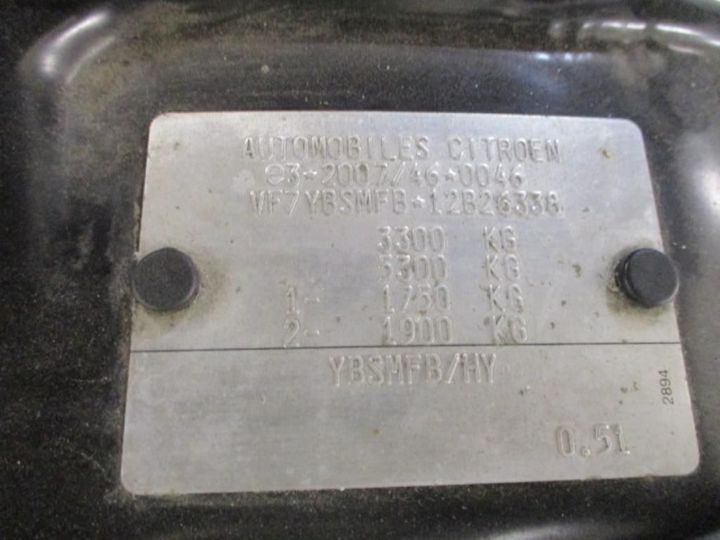 AUTOMOBILES CITROEN
e3*2007/46*0046
VF7YBSMFB*12B26338
3300 KG
5300 KG
1- 1750 KG
2- 1900 KG
YBSMFB/HY
2894
0.51